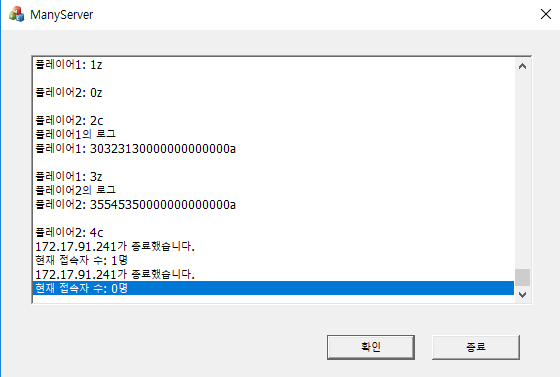 ManyServer
플레이어1: 1z
플레이어2: 0z
플레이어2: 2c
플레이어1의 로그
플레이어1: 30323130000000000000a
플레이어1: 3z
플레이어2의 로그
플레이어2: 35545350000000000000a
플레이어2: 4c
172.17.91.241가 종료했습니다.
현재 접속자 수: 1명
172.17.91.241가 종료했습니다.
현재 접속자 수: 0명
확인
종료